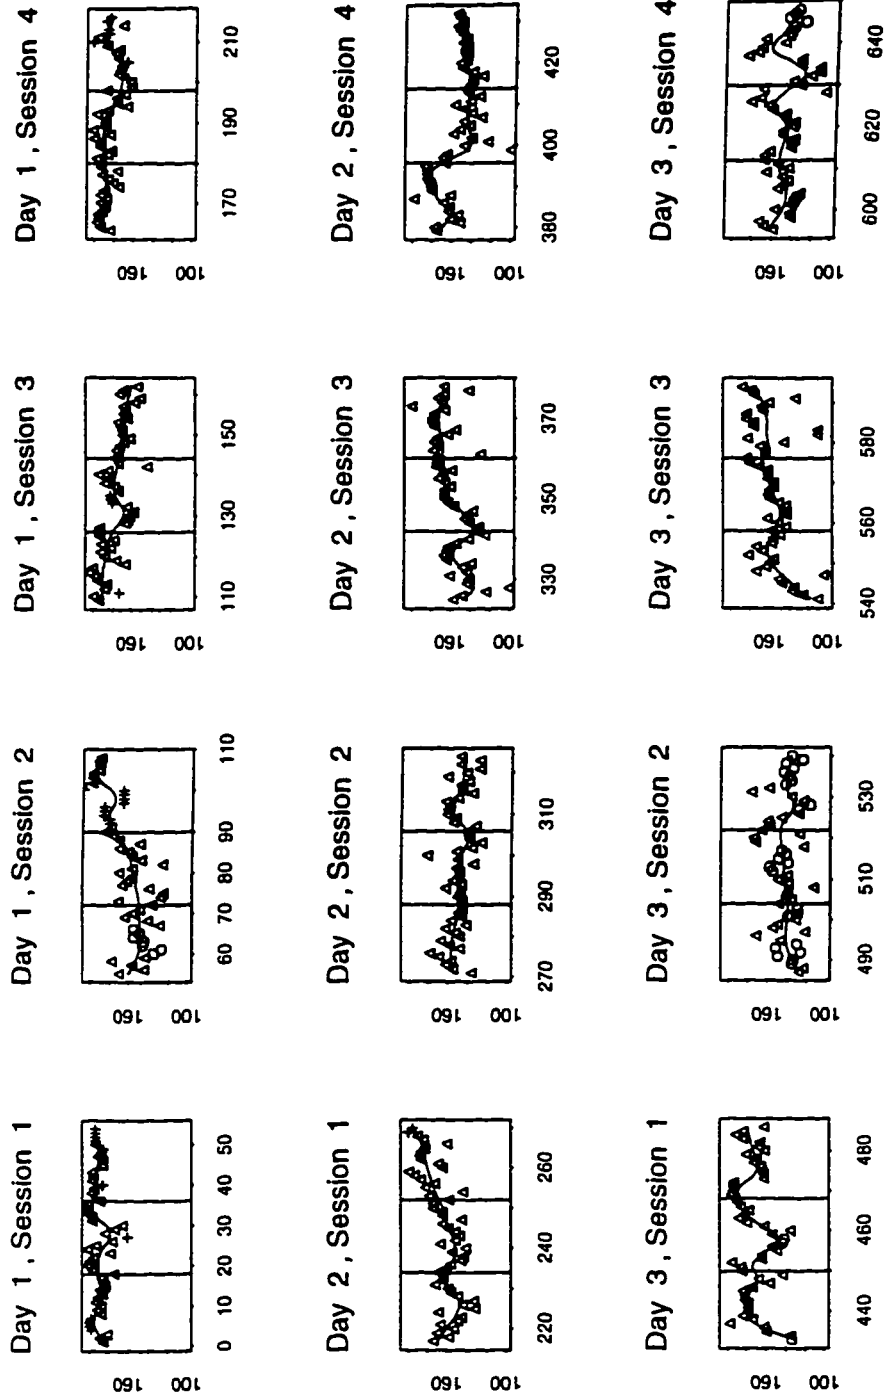 Day 1 , Session 1
160
100
0 10 20 30 40 50
Day 1 , Session 2
160
100
60 70 80 90 110
Day 1 , Session 3
160
100
110 130 150
Day 1 , Session 4
160
100
170 190 210
Day 2 , Session 1
160
100
220 240 260
Day 2 , Session 2
160
100
270 290 310
Day 2 , Session 3
160
100
330 350 370
Day 2 , Session 4
160
100
380 400 420
Day 3 , Session 1
160
100
440 460 480
Day 3 , Session 2
160
100
490 510 530
Day 3 , Session 3
160
100
540 560 580
Day 3 , Session 4
160
100
600 620 640